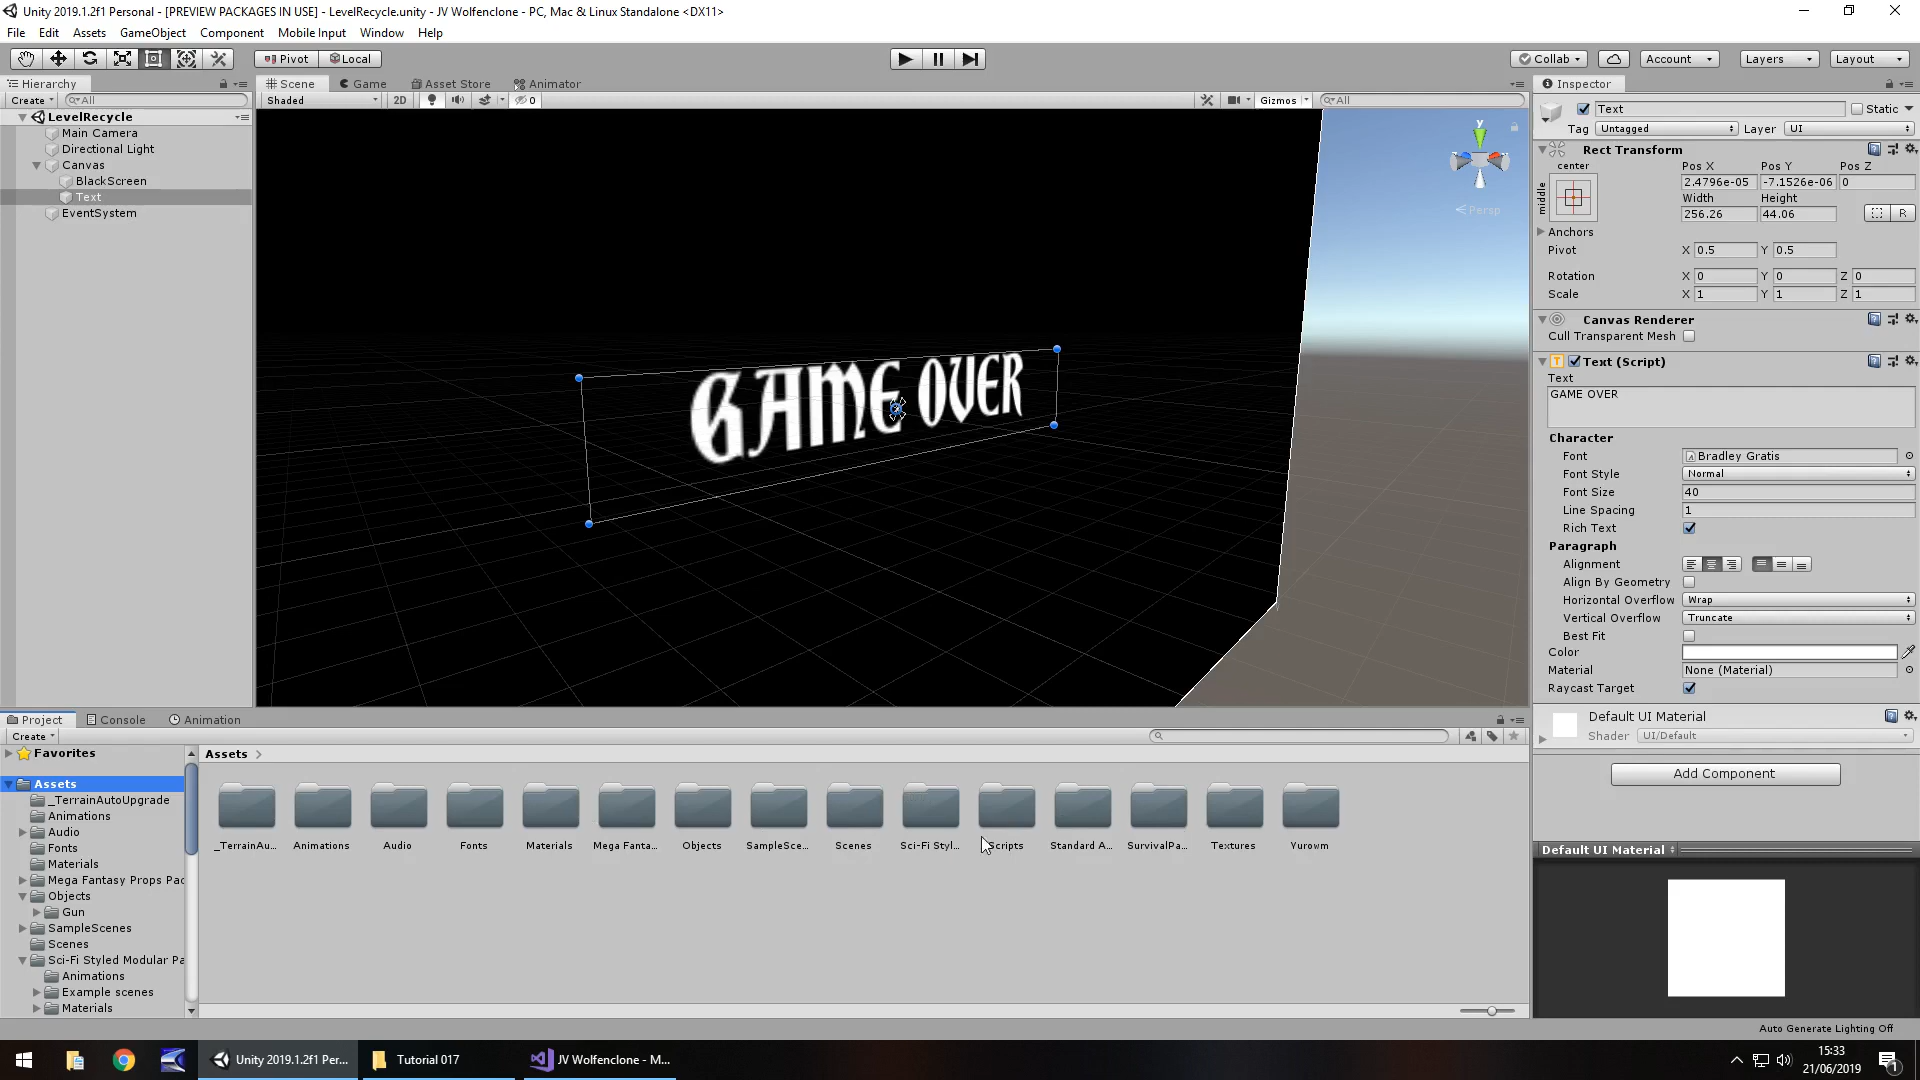 Unity 2019.1.2f1 Personal - [PREVIEW PACKAGES IN USE] - LevelRecycle.unity - JV Wolfenclone - PC, Mac & Linux Standalone <DX11>
File Edit Assets GameObject Component Mobile Input Window Help
Pivot Local Collab Account Layers Layout
Hierarchy Scene Game Asset Store Animator Inspector
Create All Shaded 2D 0 Gizmos All
LevelRecycle
Main Camera
Directional Light
Canvas
BlackScreen
Text
EventSystem
y
Persp
GAME OVER
Text Static
Tag Untagged Layer UI
Rect Transform
center Pos X Pos Y Pos Z
middle 2.4796e-05 -7.1526e-06 0
Width Height
256.26 44.06 R
Anchors
Pivot X 0.5 Y 0.5
Rotation X 0 Y 0 Z 0
Scale X 1 Y 1 Z 1
Canvas Renderer
Cull Transparent Mesh
Text (Script)
Text
GAME OVER
Character
Font Bradley Gratis
Font Style Normal
Font Size 40
Line Spacing 1
Rich Text
Paragraph
Alignment
Align By Geometry
Horizontal Overflow Wrap
Vertical Overflow Truncate
Best Fit
Color
Material None (Material)
Raycast Target
Default UI Material
Shader UI/Default
Add Component
Default UI Material
Project Console Animation
Create
Favorites
Assets
_TerrainAutoUpgrade
Animations
Audio
Fonts
Materials
Mega Fantasy Props Pac
Objects
Gun
SampleScenes
Scenes
Sci-Fi Styled Modular Pa
Animations
Example scenes
Materials
Assets
_TerrainAu... Animations Audio Fonts Materials Mega Fanta... Objects SampleSce... Scenes Sci-Fi Styl... Scripts Standard A... SurvivalPa... Textures Yurowm
Auto Generate Lighting Off
Unity 2019.1.2f1 Per... Tutorial 017 JV Wolfenclone - M...
15:33
21/06/2019
1